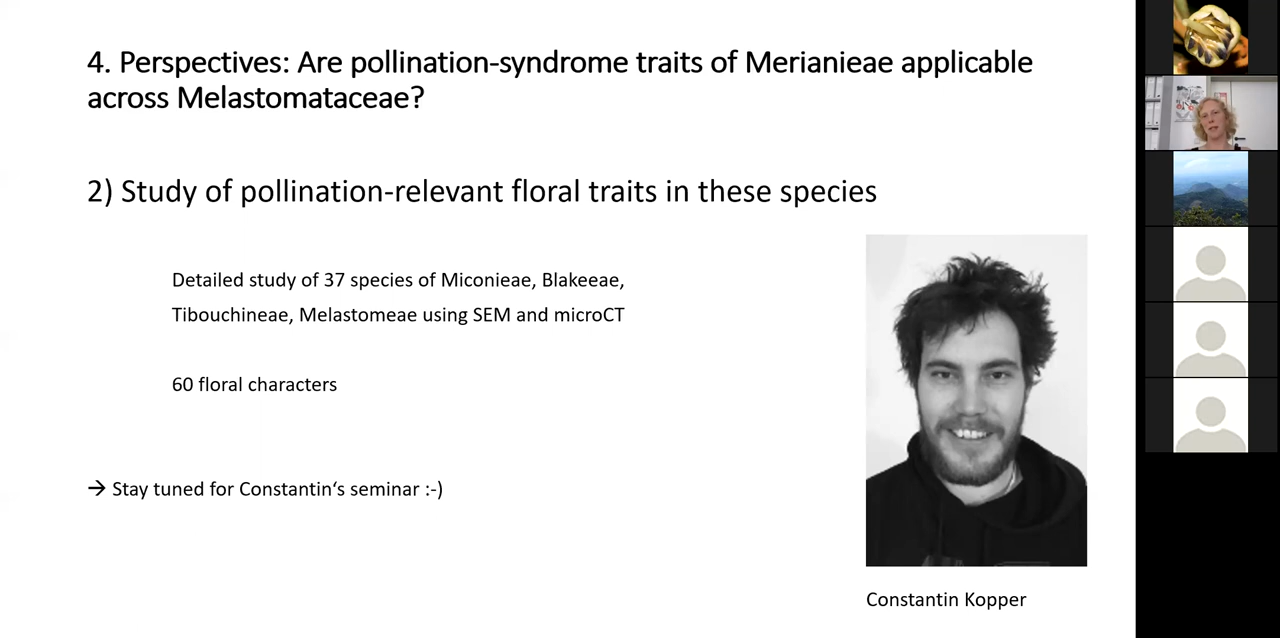 4. Perspectives: Are pollination-syndrome traits of Merianieae applicable
across Melastomataceae?
2) Study of pollination-relevant floral traits in these species
Detailed study of 37 species of Miconieae, Blakeeae,
Tibouchineae, Melastomeae using SEM and microCT
60 floral characters
→ Stay tuned for Constantin‘s seminar :-)
Constantin Kopper